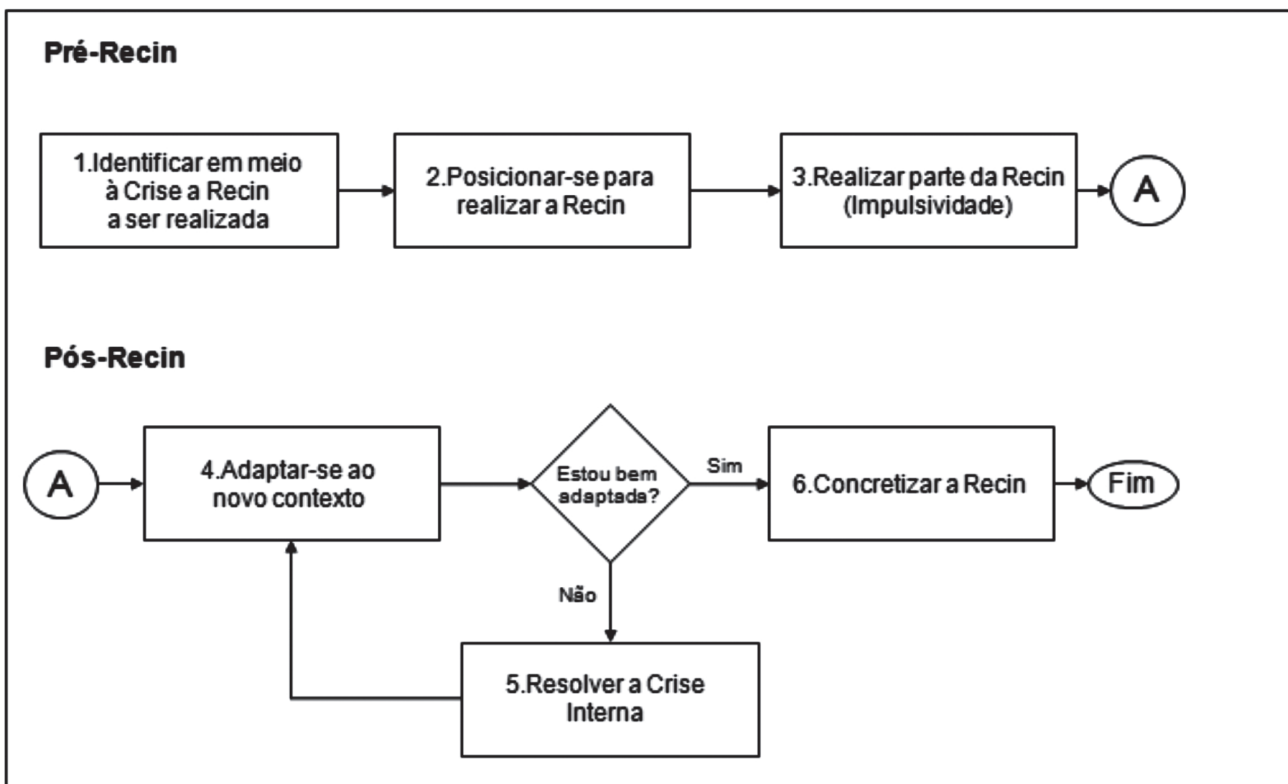 Pré-Recin
1.Identificar em meio
à Crise a Recin
a ser realizada
2.Posicionar-se para
realizar a Recin
3.Realizar parte da Recin
(Impulsividade)
A
Pós-Recin
A
4.Adaptar-se ao
novo contexto
Estou bem
adaptada?
Sim
6.Concretizar a Recin
Fim
Não
5.Resolver a Crise
Interna